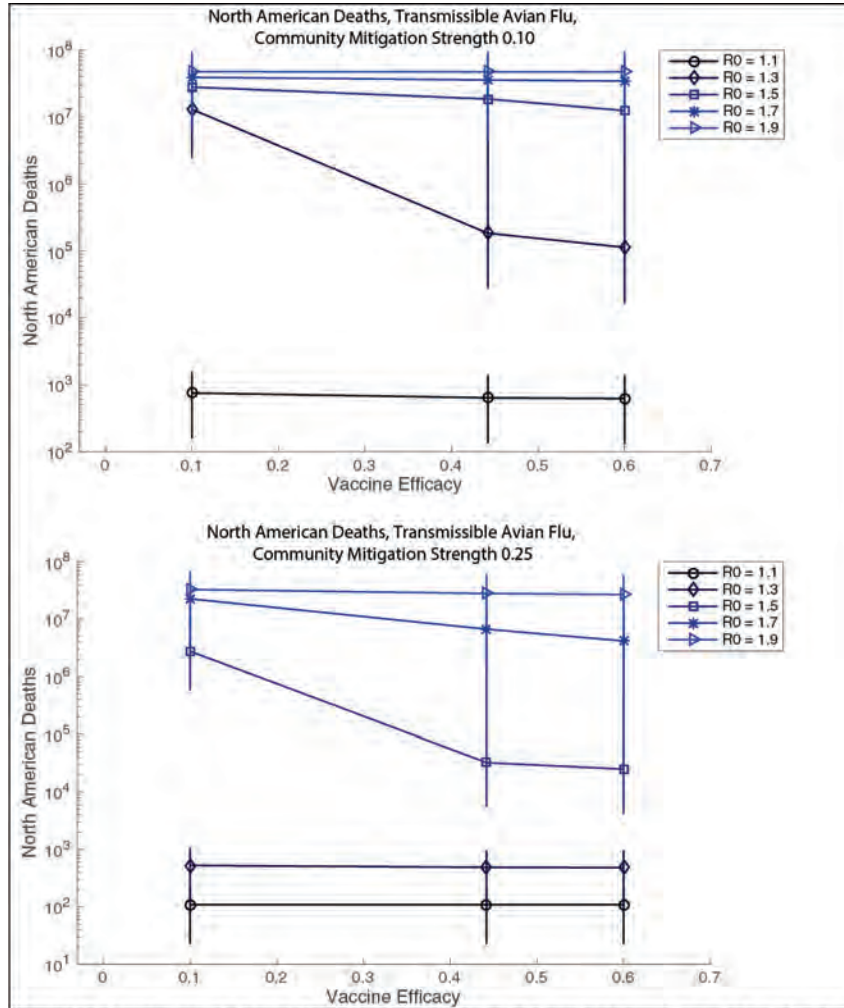 North American Deaths, Transmissible Avian Flu,
Community Mitigation Strength 0.10
10^8
10^7
10^6
10^5
10^4
10^3
10^2
North American Deaths
0 0.1 0.2 0.3 0.4 0.5 0.6 0.7
Vaccine Efficacy
R0 = 1.1
R0 = 1.3
R0 = 1.5
R0 = 1.7
R0 = 1.9
North American Deaths, Transmissible Avian Flu,
Community Mitigation Strength 0.25
10^8
10^7
10^6
10^5
10^4
10^3
10^2
10^1
North American Deaths
0 0.1 0.2 0.3 0.4 0.5 0.6 0.7
Vaccine Efficacy
R0 = 1.1
R0 = 1.3
R0 = 1.5
R0 = 1.7
R0 = 1.9